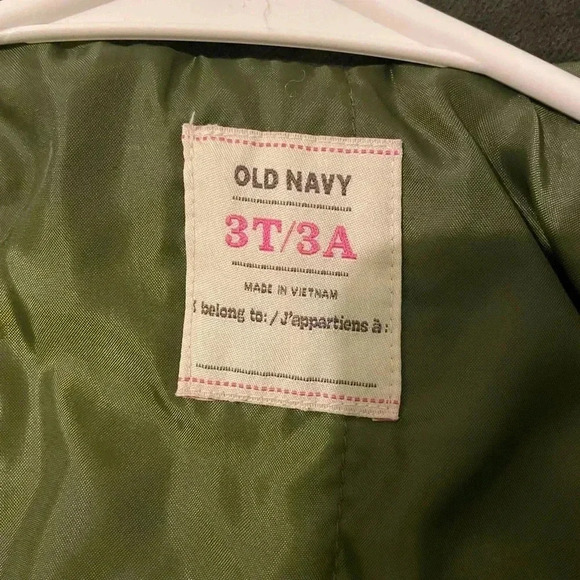 OLD NAVY
3T/3A
MADE IN VIETNAM
I belong to:/J'appartiens à: